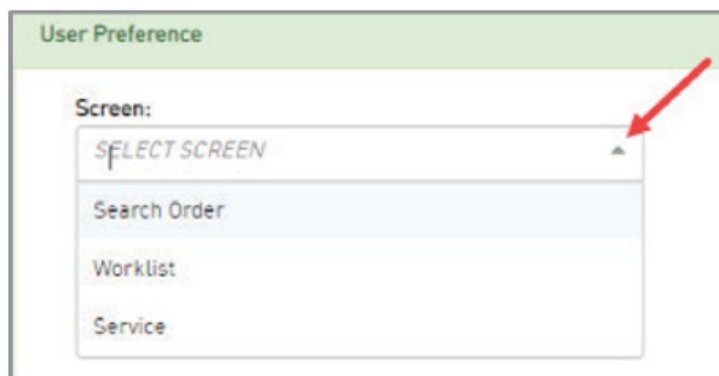 User Preference
Screen:
SELECT SCREEN
Search Order
Worklist
Service